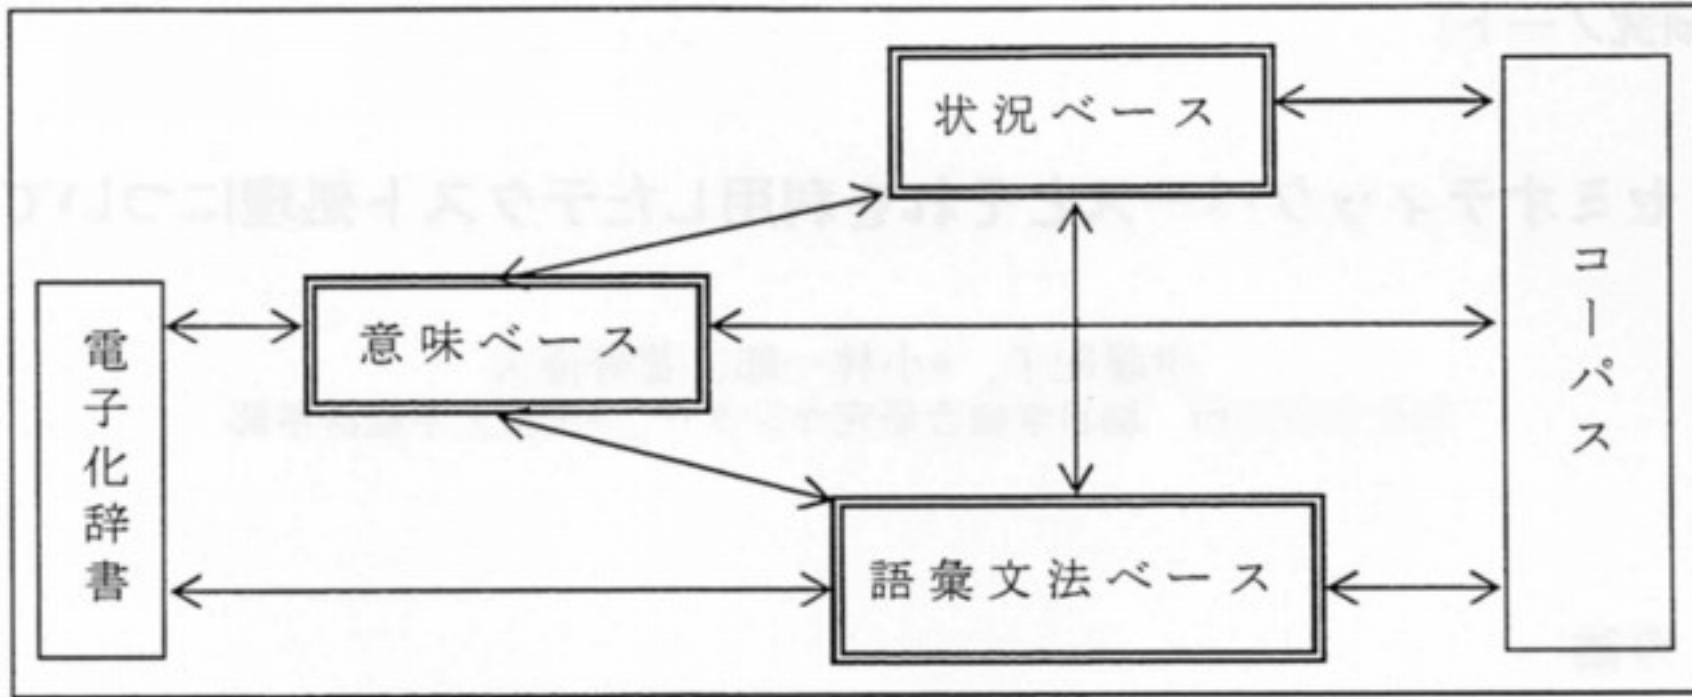 状況ベース
コーパス
意味ベース
電子化辞書
語彙文法ベース